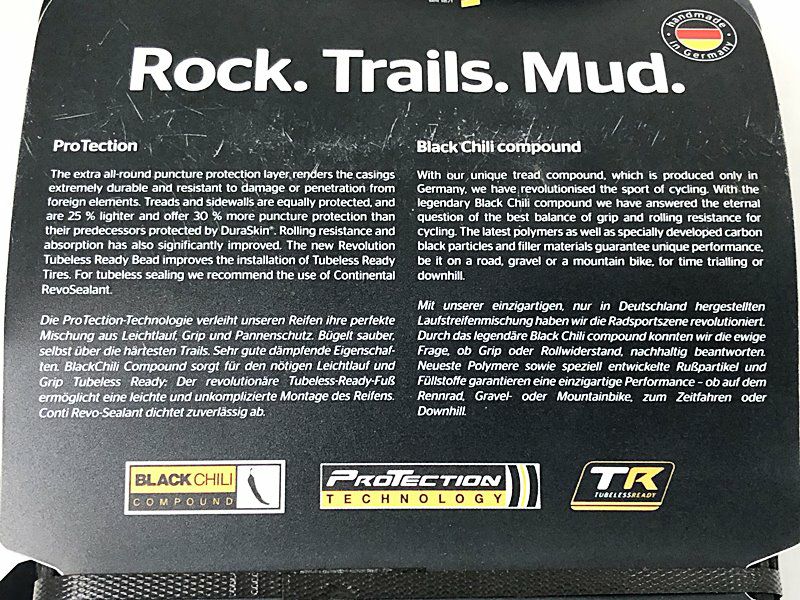 handmade
in Germany
Rock. Trails. Mud.
ProTection
The extra all-round puncture protection layer renders the casings
extremely durable and resistant to damage or penetration from
foreign elements. Treads and sidewalls are equally protected, and
are 25 % lighter and offer 30 % more puncture protection than
their predecessors protected by DuraSkin®. Rolling resistance and
absorption has also significantly improved. The new Revolution
Tubeless Ready Bead improves the installation of Tubeless Ready
Tires. For tubeless sealing we recommend the use of Continental
RevoSealant.
Die ProTection-Technologie verleiht unseren Reifen ihre perfekte
Mischung aus Leichtlauf, Grip und Pannenschutz. Bügelt sauber,
selbst über die härtesten Trails. Sehr gute dämpfende Eigenschaf-
ten. BlackChili Compound sorgt für den nötigen Leichtlauf und
Grip Tubeless Ready: Der revolutionäre Tubeless-Ready-Fuß
ermöglicht eine leichte und unkomplizierte Montage des Reifens.
Conti Revo-Sealant dichtet zuverlässig ab.
Black Chili compound
With our unique tread compound, which is produced only in
Germany, we have revolutionised the sport of cycling. With the
legendary Black Chili compound we have answered the eternal
question of the best balance of grip and rolling resistance for
cycling. The latest polymers as well as specially developed carbon
black particles and filler materials guarantee unique performance,
be it on a road, gravel or a mountain bike, for time trialling or
downhill.
Mit unserer einzigartigen, nur in Deutschland hergestellten
Laufstreifenmischung haben wir die Radsportszene revolutioniert.
Durch das legendäre Black Chili compound konnten wir die ewige
Frage, ob Grip oder Rollwiderstand, nachhaltig beantworten.
Neueste Polymere sowie speziell entwickelte Rußpartikel und
Füllstoffe garantieren eine einzigartige Performance – ob auf dem
Rennrad, Gravel- oder Mountainbike, zum Zeitfahren oder
Downhill.
BLACK CHILI
COMPOUND
PROTECTION
TECHNOLOGY
TR
TUBELESS READY